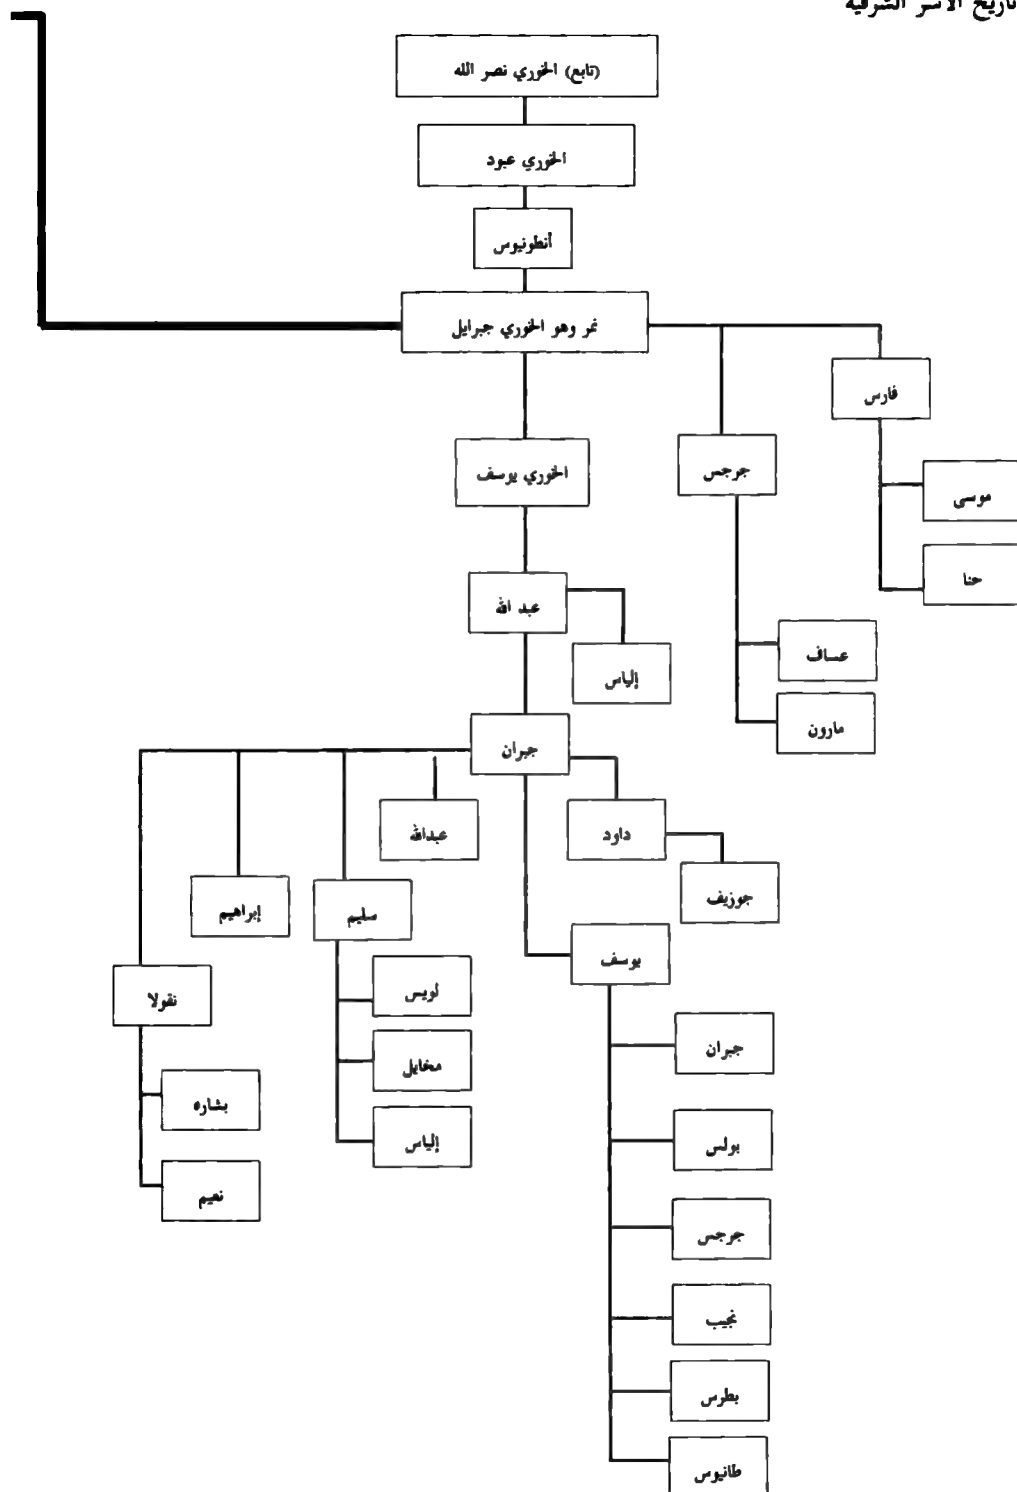 تاريخ الأسر الشرقية
(تابع) الخوري نصر الله
الخوري عبود
أنطونيوس
نمر وهو الخوري جبرايل
فارس
موسى
حنا
جرجس
عساف
مارون
الخوري يوسف
عبد الله
إلياس
جبران
داود
جوزيف
يوسف
جبران
بولس
جرجس
نجيب
بطرس
طانيوس
عبدالله
سليم
لويس
مخايل
إلياس
إبراهيم
نقولا
بشاره
نعيم